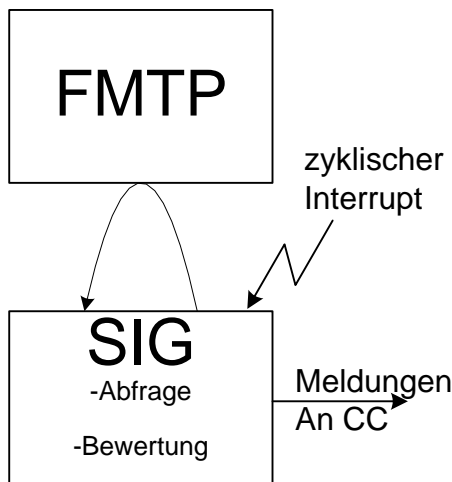 FMTP
zyklischer
Interrupt
SIG
-Abfrage
-Bewertung
Meldungen
An CC